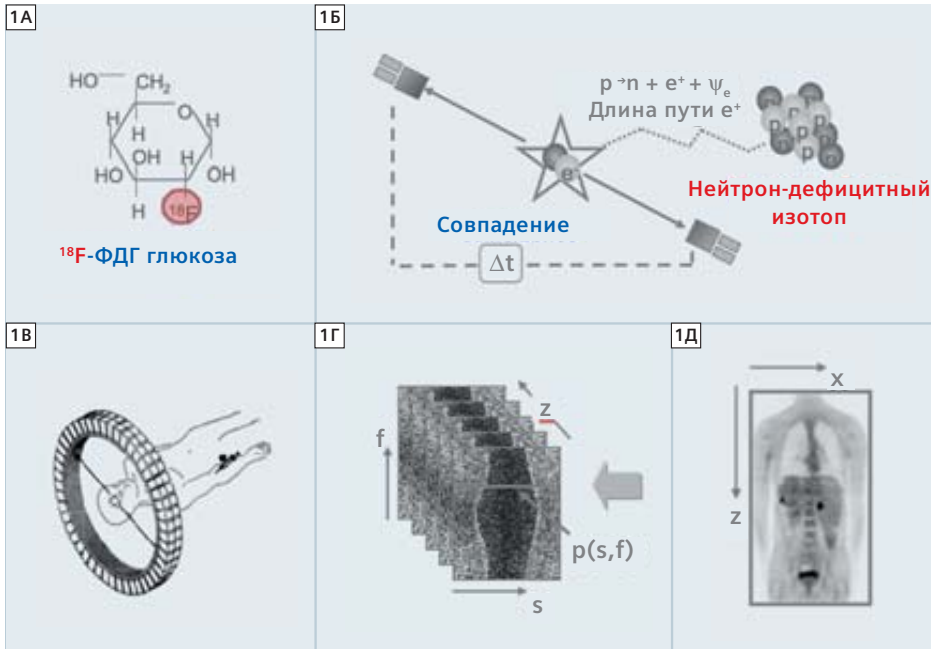 1А
HO
CH₂
O
H
H
H
OH
H
HO
OH
H
¹⁸F
¹⁸F-ФДГ глюкоза
1Б
p→n + e⁺ + ψₑ
Длина пути e⁺
n
n
p
p
p
n
p
p
n
n
e⁻
Нейтрон-дефицитный
изотоп
Совпадение
Δt
1В
1Г
z
f
p(s,f)
s
1Д
x
z